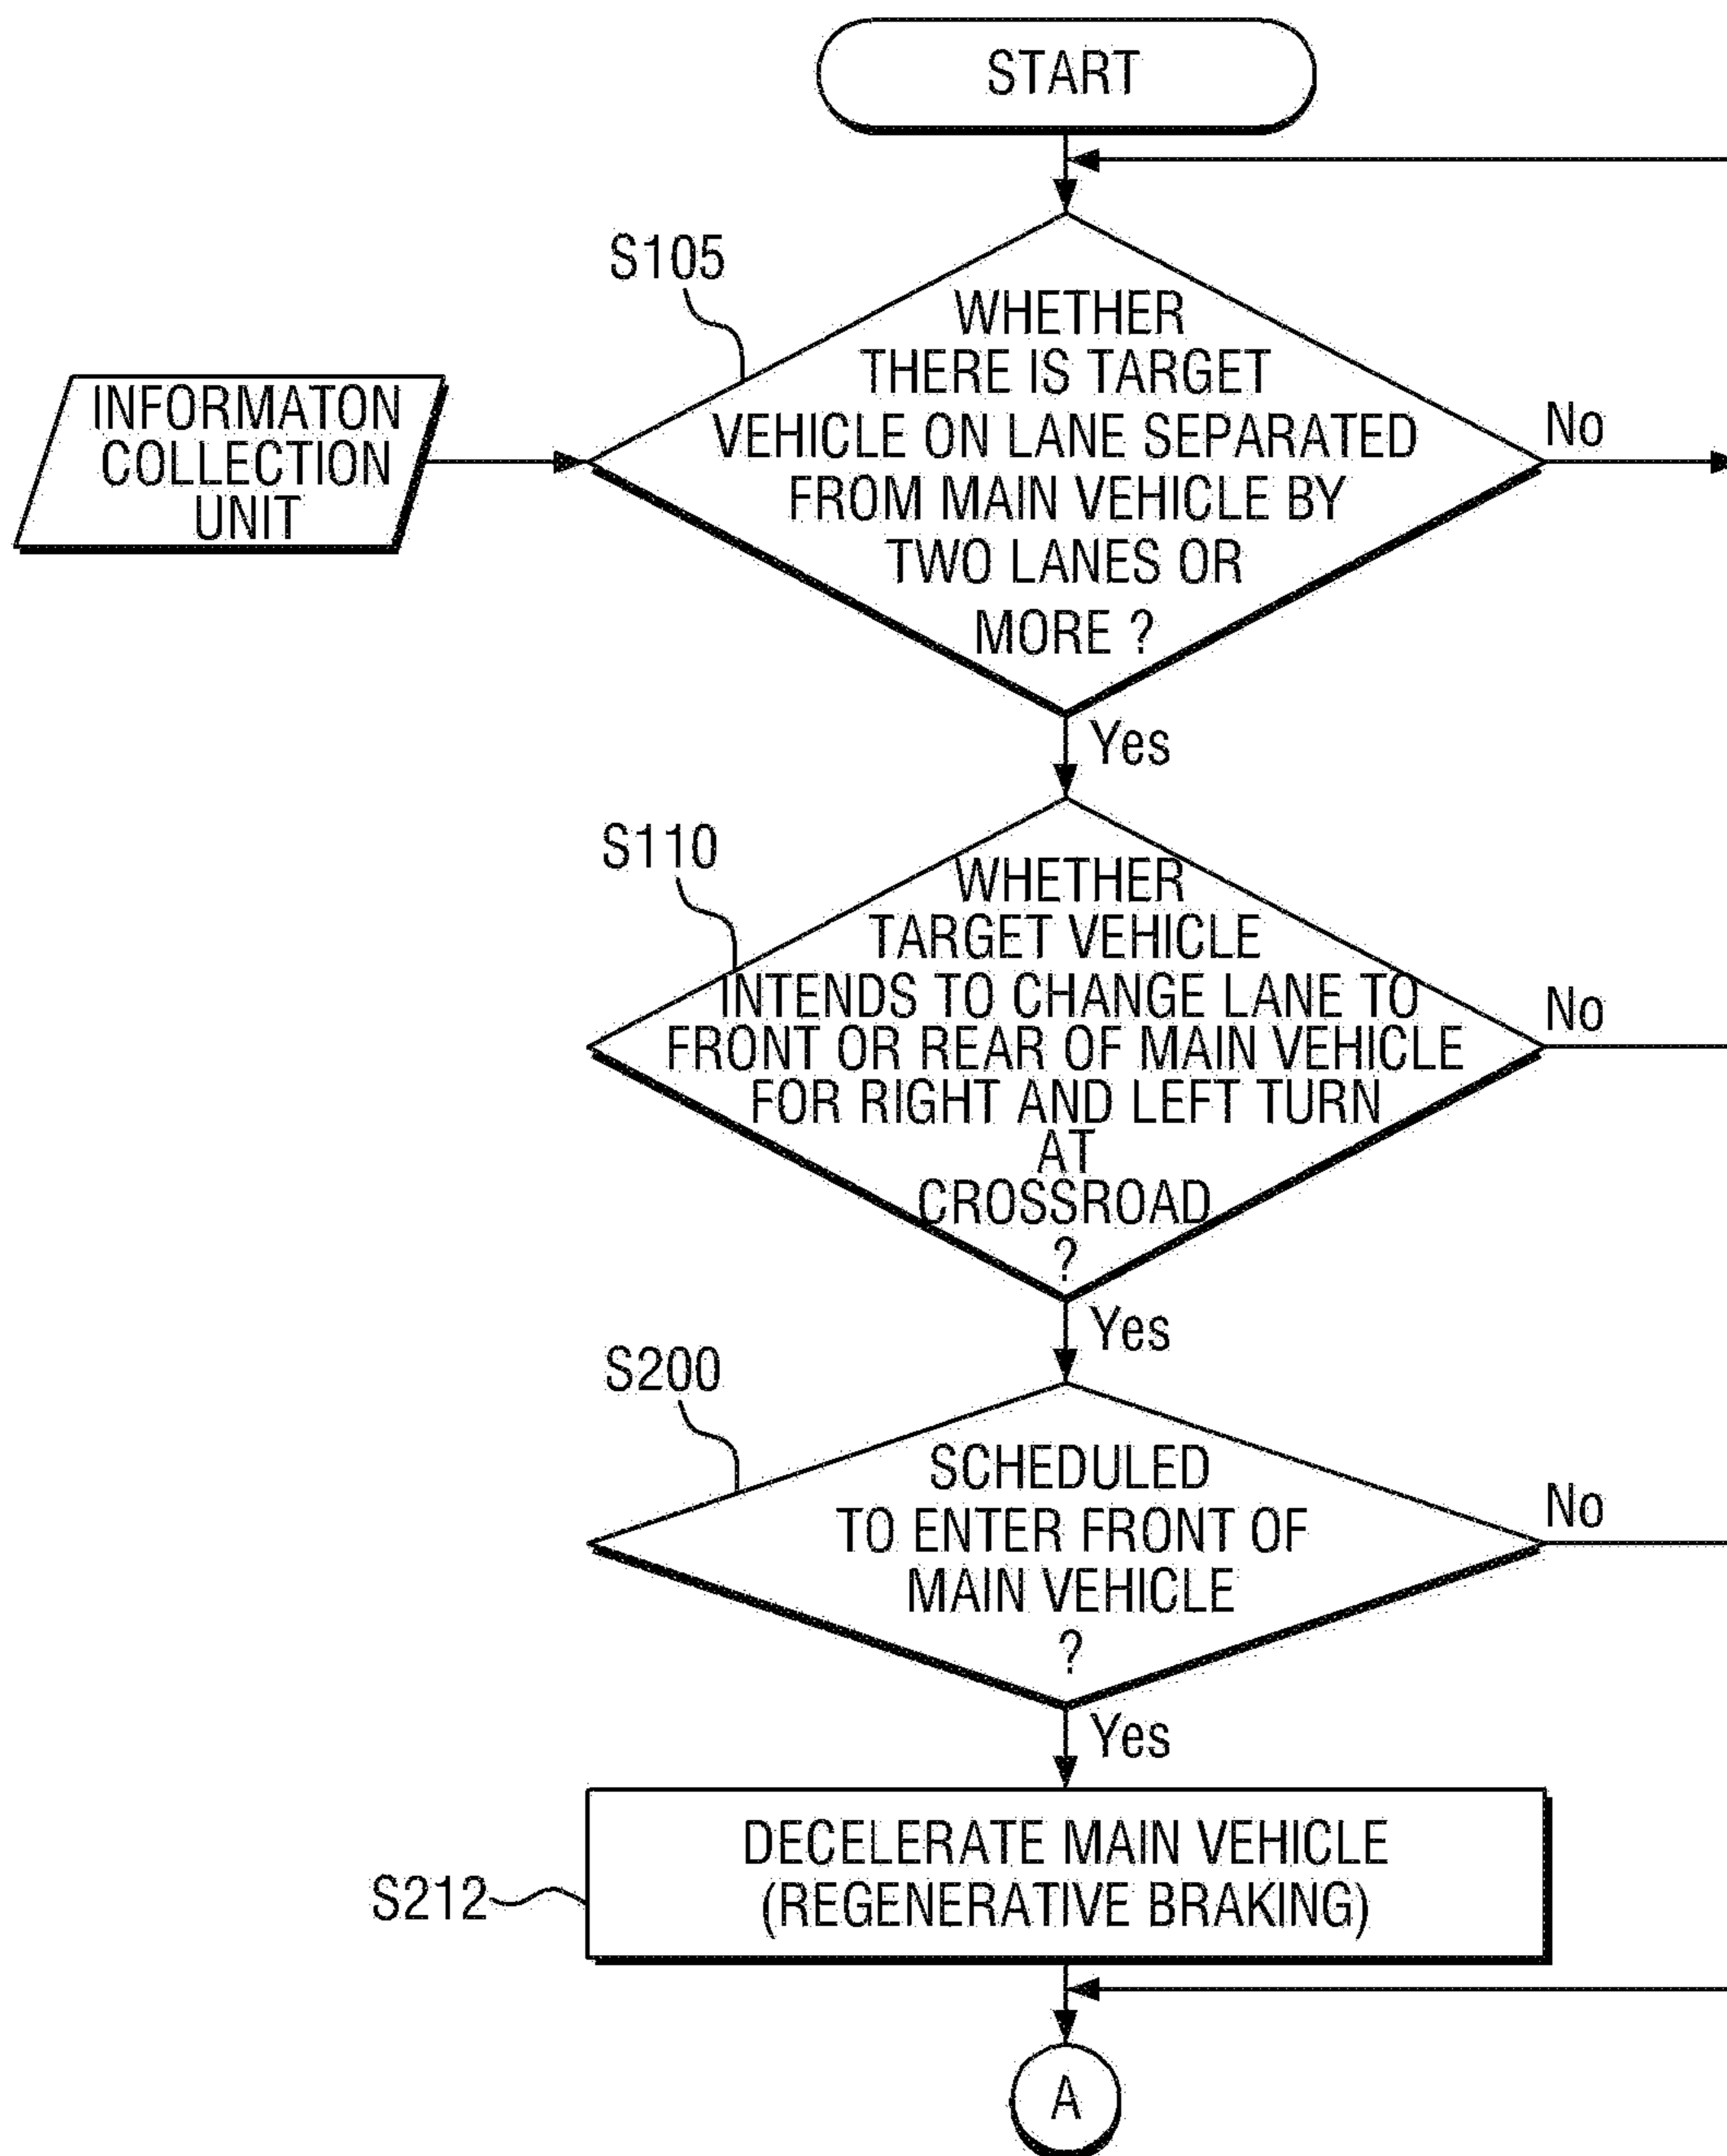 START
S105
WHETHER
THERE IS TARGET
VEHICLE ON LANE SEPARATED
FROM MAIN VEHICLE BY
TWO LANES OR
MORE ?
INFORMATON
COLLECTION
UNIT
No
Yes
S110
WHETHER
TARGET VEHICLE
INTENDS TO CHANGE LANE TO
FRONT OR REAR OF MAIN VEHICLE
FOR RIGHT AND LEFT TURN
AT
CROSSROAD
?
No
Yes
S200
SCHEDULED
TO ENTER FRONT OF
MAIN VEHICLE
?
No
Yes
S212
DECELERATE MAIN VEHICLE
(REGENERATIVE BRAKING)
A